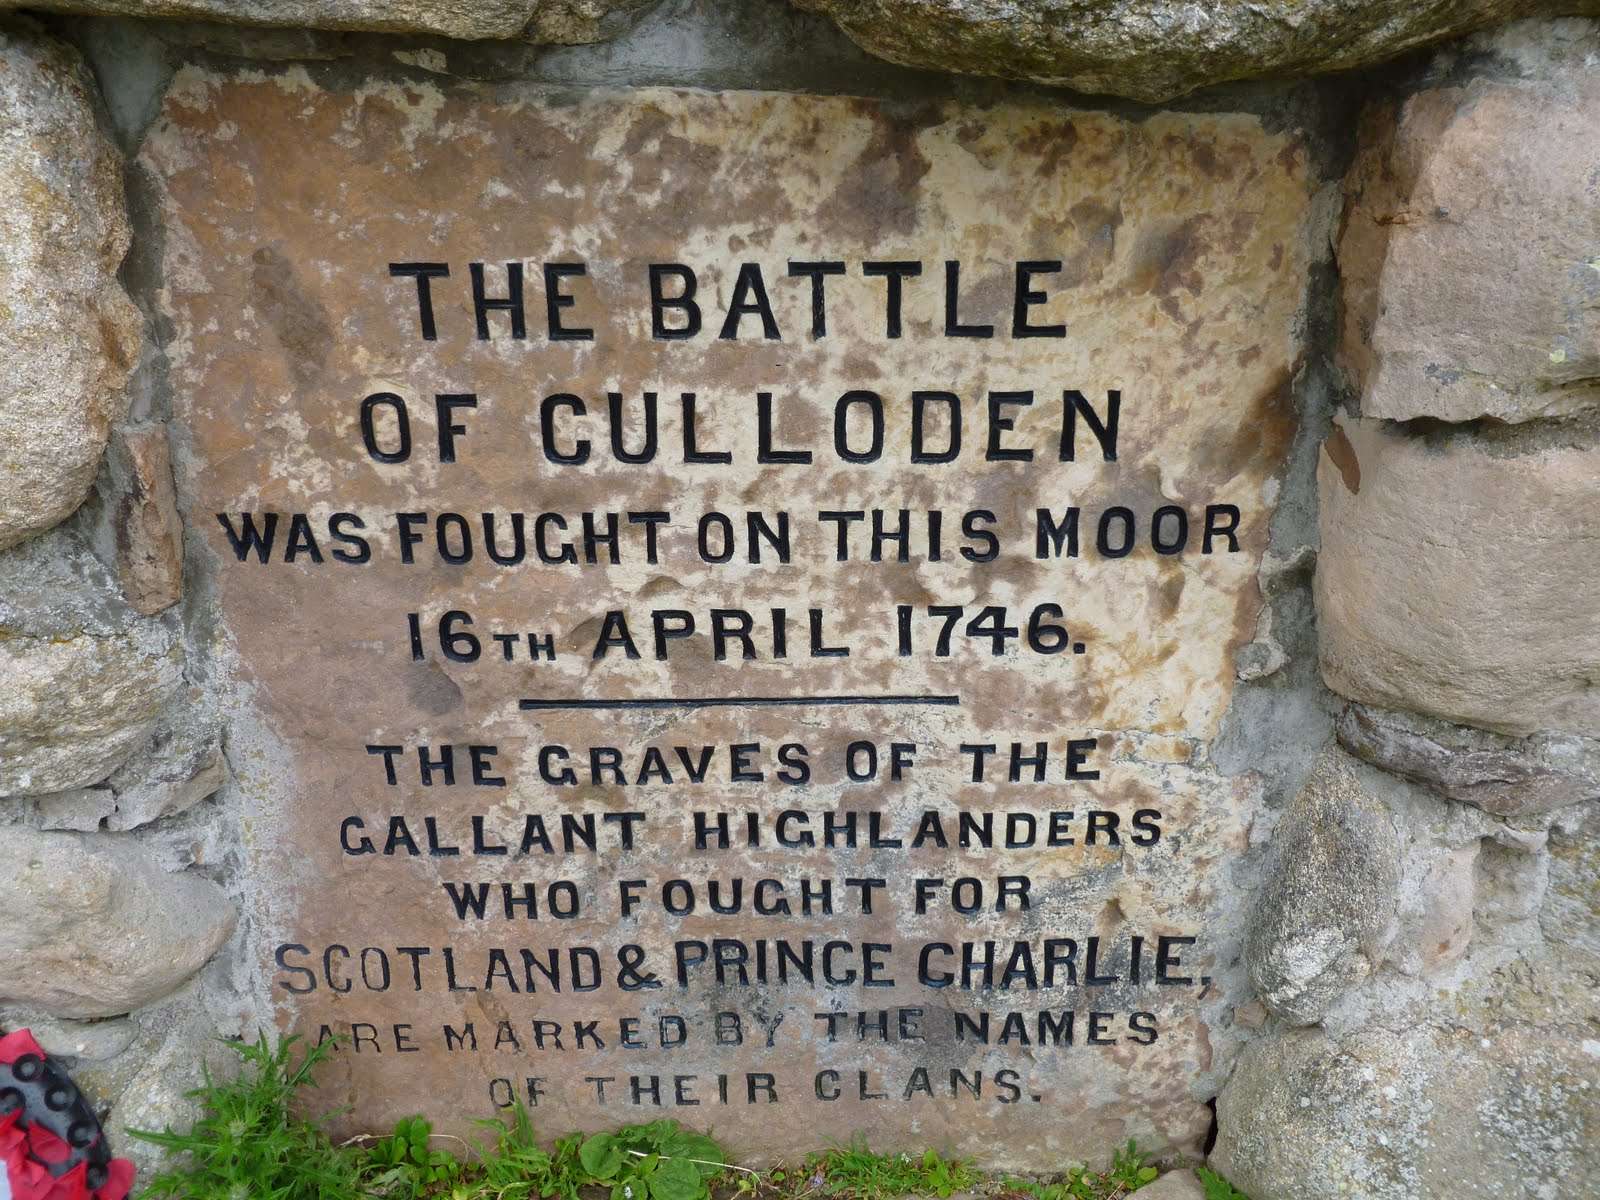 THE BATTLE
OF CULLODEN
WAS FOUGHT ON THIS MOOR
16TH APRIL 1746.
THE GRAVES OF THE
GALLANT HIGHLANDERS
WHO FOUGHT FOR
SCOTLAND & PRINCE CHARLIE,
ARE MARKED BY THE NAMES
OF THEIR CLANS.